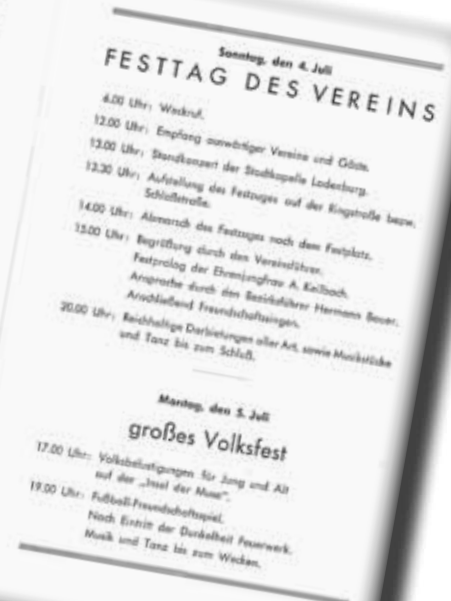 Sonntag, den 4. Juli
FESTTAG DES VEREINS
6.00 Uhr: Weckruf.
12.00 Uhr: Empfang auswärtiger Vereine und Gäste.
13.00 Uhr: Standkonzert der Stadtkapelle Ladenburg.
13.30 Uhr: Aufstellung des Festzuges auf der Ringstraße bezw.
Schloßstraße.
14.00 Uhr: Abmarsch des Festzuges nach dem Festplatz.
15.00 Uhr: Begrüßung durch den Vereinsführer.
Festprolog der Ehrenjungfrau A. Keilbach.
Ansprache durch den Bezirksführer Hermann Bauer.
Anschließend Freundschaftssingen.
20.00 Uhr: Reichhaltige Darbietungen aller Art, sowie Musikstücke
und Tanz bis zum Schluß.
Montag, den 5. Juli
großes Volksfest
17.00 Uhr: Volksbelustigungen für Jung und Alt
auf der „Insel der Muse".
19.00 Uhr: Fußball-Freundschaftsspiel.
Nach Eintritt der Dunkelheit Feuerwerk.
Musik und Tanz bis zum Wecken.